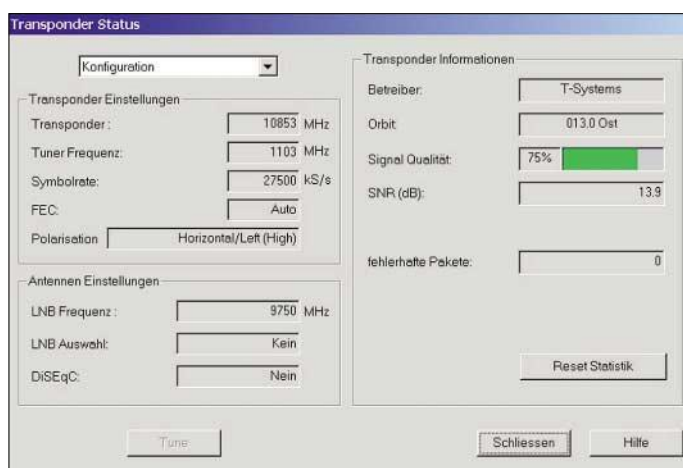 Transponder Status
Konfiguration
Transponder Einstellungen
Transponder : 10853 MHz
Tuner Frequenz: 1103 MHz
Symbolrate: 27500 kS/s
FEC: Auto
Polarisation Horizontal/Left (High)
Antennen Einstellungen
LNB Frequenz : 9750 MHz
LNB Auswahl: Kein
DiSEqC: Nein
Tune
Transponder Informationen
Betreiber: T-Systems
Orbit 013.0 Ost
Signal Qualität: 75%
SNR (dB): 13.9
fehlerhafte Pakete: 0
Reset Statistik
Schliessen
Hilfe